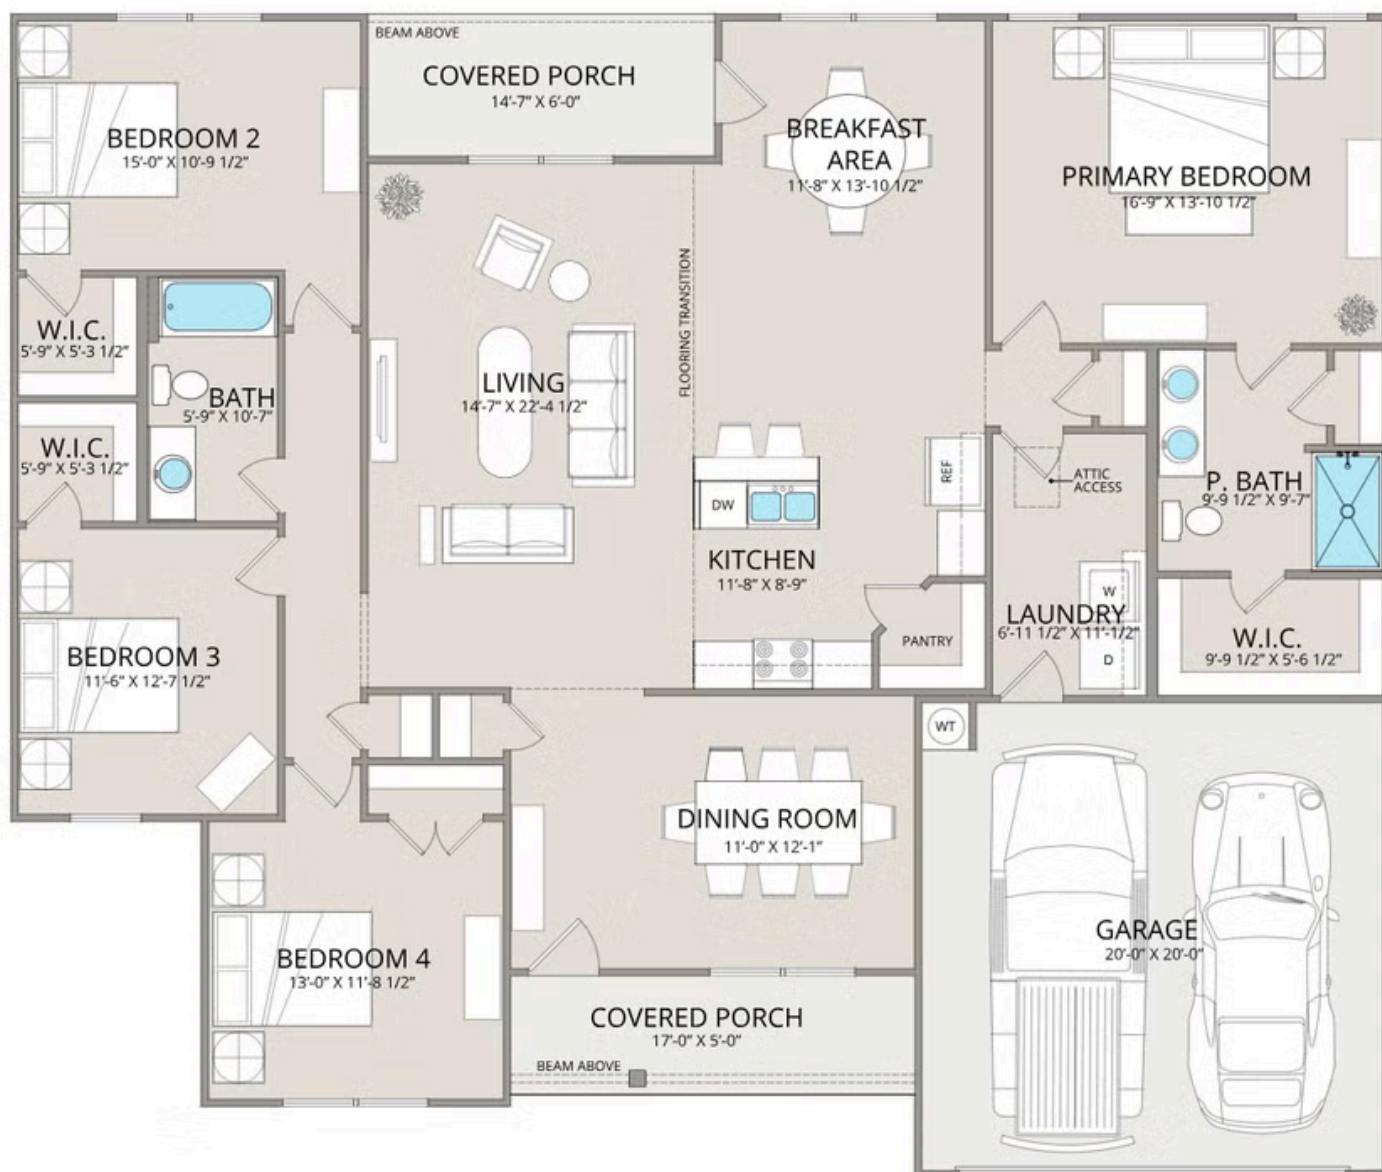 BEAM ABOVE
COVERED PORCH
14'-7" X 6'-0"
BEDROOM 2
15'-0" X 10'-9 1/2"
BREAKFAST
AREA
11'-8" X 13'-10 1/2"
PRIMARY BEDROOM
16'-9" X 13'-10 1/2"
W.I.C.
5'-9" X 5'-3 1/2"
BATH
5'-9" X 10'-7"
W.I.C.
5'-9" X 5'-3 1/2"
LIVING
14'-7" X 22'-4 1/2"
FLOORING TRANSITION
DW
REF
KITCHEN
11'-8" X 8'-9"
PANTRY
ATTIC
ACCESS
LAUNDRY
6'-11 1/2" X 11'-1/2"
W
D
P. BATH
9'-9 1/2" X 9'-7"
W.I.C.
9'-9 1/2" X 5'-6 1/2"
BEDROOM 3
11'-6" X 12'-7 1/2"
WT
DINING ROOM
11'-0" X 12'-1"
BEDROOM 4
13'-0" X 11'-8 1/2"
GARAGE
20'-0" X 20'-0"
COVERED PORCH
17'-0" X 5'-0"
BEAM ABOVE